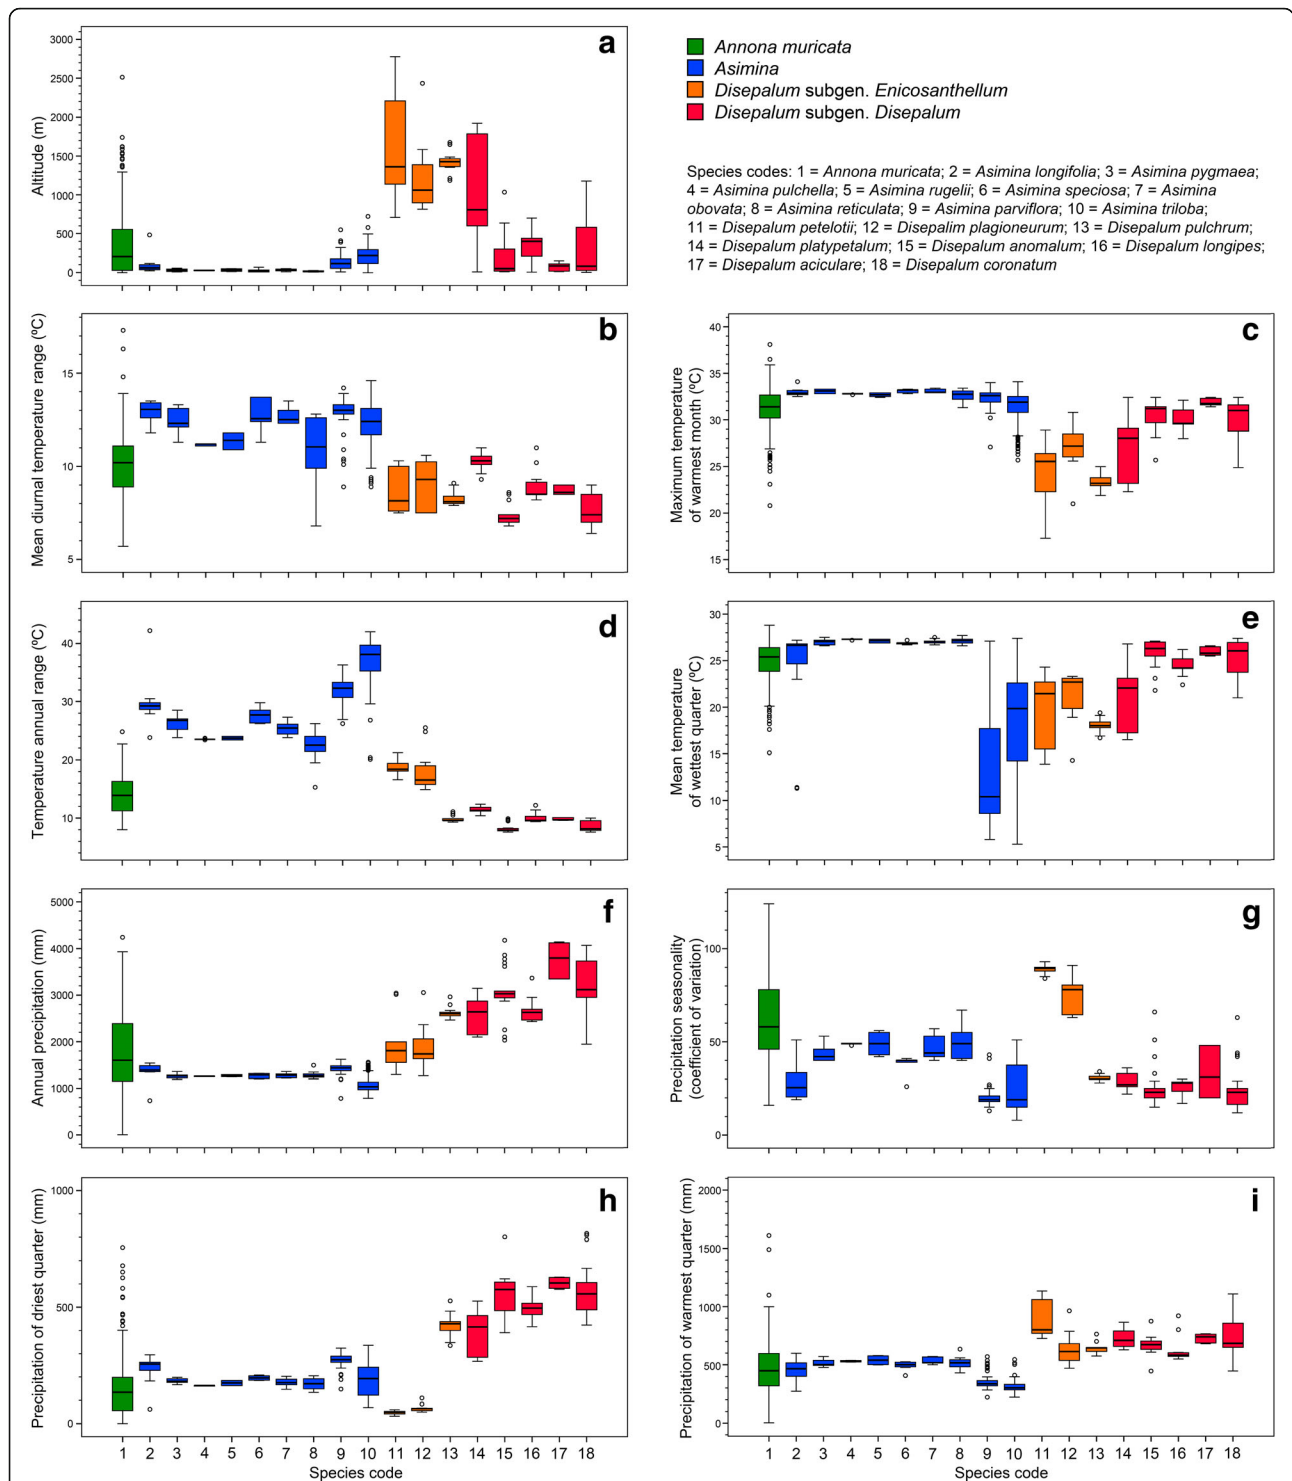 a
3000
2500
2000
1500
1000
500
0
Altitude (m)
Annona muricata
Asimina
Disepalum subgen. Enicosanthellum
Disepalum subgen. Disepalum
Species codes: 1 = Annona muricata; 2 = Asimina longifolia; 3 = Asimina pygmaea;
4 = Asimina pulchella; 5 = Asimina rugelii; 6 = Asimina speciosa; 7 = Asimina
obovata; 8 = Asimina reticulata; 9 = Asimina parviflora; 10 = Asimina triloba;
11 = Disepalum petelotii; 12 = Disepalim plagioneurum; 13 = Disepalum pulchrum;
14 = Disepalum platypetalum; 15 = Disepalum anomalum; 16 = Disepalum longipes;
17 = Disepalum aciculare; 18 = Disepalum coronatum
b
15
10
5
Mean diurnal temperature range (ºC)
c
40
35
30
25
20
15
Maximum temperature
of warmest month (ºC)
d
40
30
20
10
Temperature annual range (ºC)
e
30
25
20
15
10
5
Mean temperature
of wettest quarter (ºC)
f
5000
4000
3000
2000
1000
0
Annual precipitation (mm)
g
100
50
0
Precipitation seasonality
(coefficient of variation)
h
1000
500
0
Precipitation of driest quarter (mm)
1 2 3 4 5 6 7 8 9 10 11 12 13 14 15 16 17 18
Species code
i
2000
1500
1000
500
0
Precipitation of warmest quarter (mm)
1 2 3 4 5 6 7 8 9 10 11 12 13 14 15 16 17 18
Species code